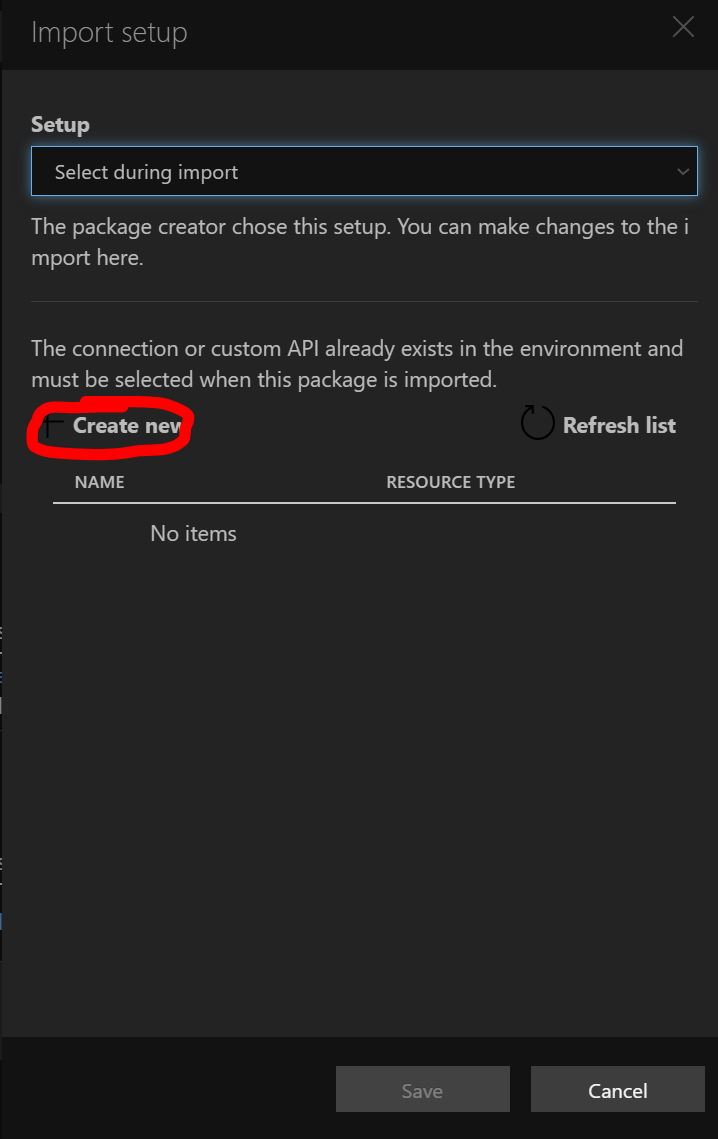 Import setup
Setup
Select during import
The package creator chose this setup. You can make changes to the i
mport here.
The connection or custom API already exists in the environment and
must be selected when this package is imported.
Create new
Refresh list
NAME RESOURCE TYPE
No items
Save Cancel